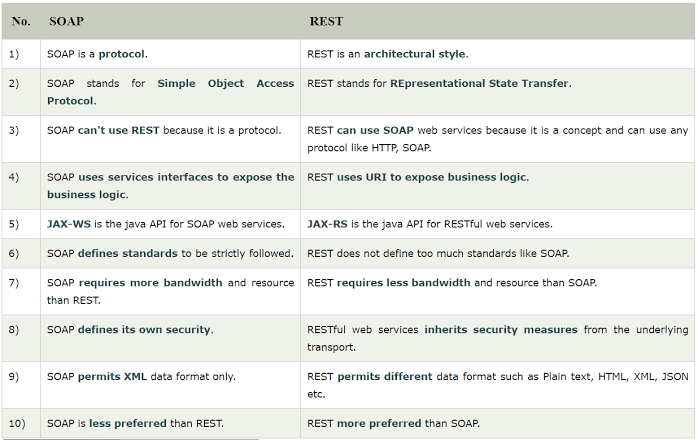 No. SOAP REST
1) SOAP is a protocol. REST is an architectural style.
2) SOAP stands for Simple Object Access REST stands for REpresentational State Transfer.
Protocol.
3) SOAP can't use REST because it is a protocol. REST can use SOAP web services because it is a concept and can use any
protocol like HTTP, SOAP.
4) SOAP uses services interfaces to expose the REST uses URI to expose business logic.
business logic.
5) JAX-WS is the java API for SOAP web services. JAX-RS is the java API for RESTful web services.
6) SOAP defines standards to be strictly followed. REST does not define too much standards like SOAP.
7) SOAP requires more bandwidth and resource REST requires less bandwidth and resource than SOAP.
than REST.
8) SOAP defines its own security. RESTful web services inherits security measures from the underlying
transport.
9) SOAP permits XML data format only. REST permits different data format such as Plain text, HTML, XML, JSON
etc.
10) SOAP is less preferred than REST. REST more preferred than SOAP.